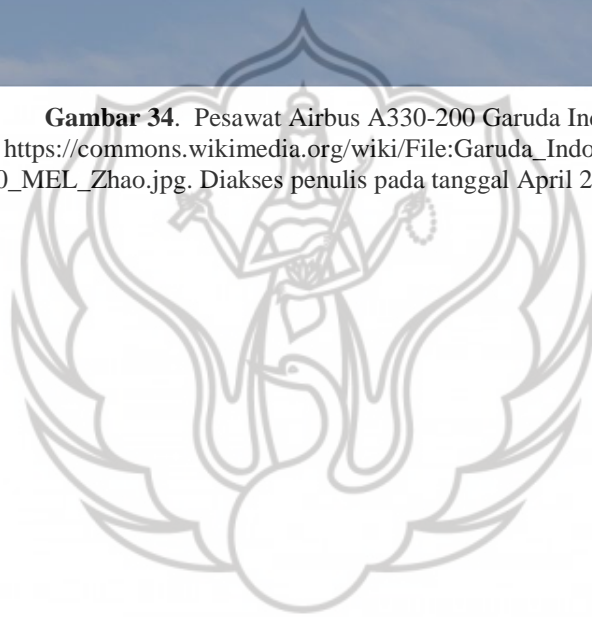 Gambar 34. Pesawat Airbus A330-200 Garuda Ind
https://commons.wikimedia.org/wiki/File:Garuda_Indo
0_MEL_Zhao.jpg. Diakses penulis pada tanggal April 2